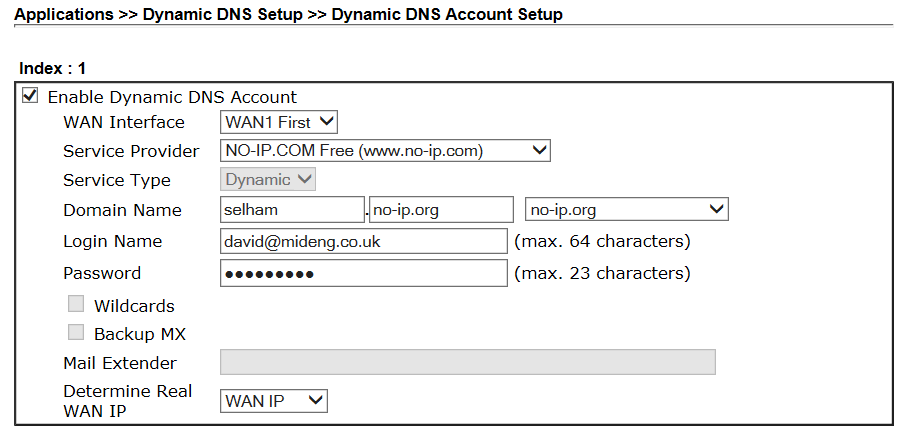 Applications >> Dynamic DNS Setup >> Dynamic DNS Account Setup
Index : 1
Enable Dynamic DNS Account
WAN Interface WAN1 First
Service Provider NO-IP.COM Free (www.no-ip.com)
Service Type Dynamic
Domain Name selham . no-ip.org no-ip.org
Login Name david@mideng.co.uk (max. 64 characters)
Password ●●●●●●●●● (max. 23 characters)
Wildcards
Backup MX
Mail Extender
Determine Real
WAN IP WAN IP